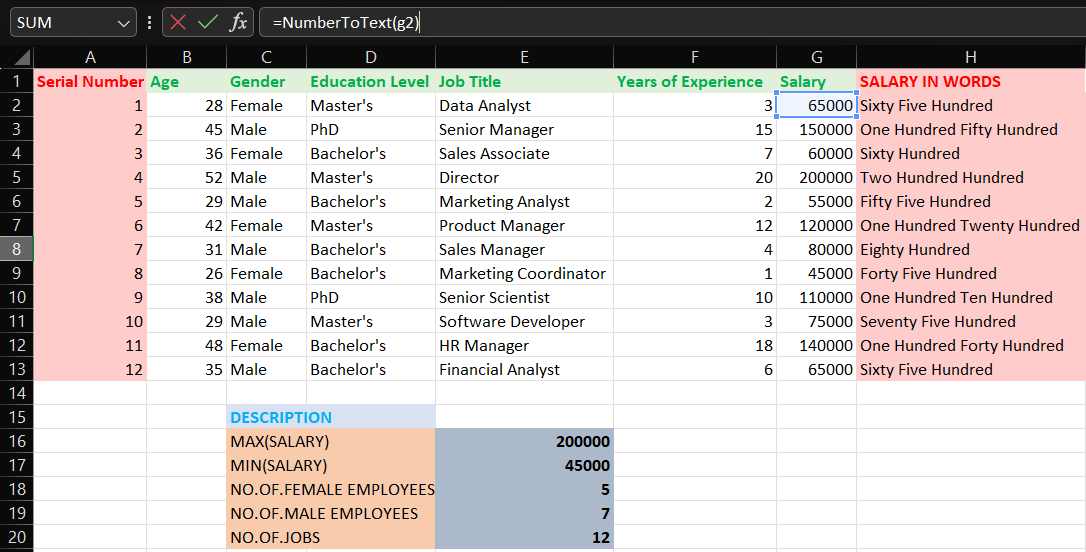 SUM fx =NumberToText(g2)
A B C D E F G H
1 Serial Number Age Gender Education Level Job Title Years of Experience Salary SALARY IN WORDS
2 1 28 Female Master's Data Analyst 3 65000 Sixty Five Hundred
3 2 45 Male PhD Senior Manager 15 150000 One Hundred Fifty Hundred
4 3 36 Female Bachelor's Sales Associate 7 60000 Sixty Hundred
5 4 52 Male Master's Director 20 200000 Two Hundred Hundred
6 5 29 Male Bachelor's Marketing Analyst 2 55000 Fifty Five Hundred
7 6 42 Female Master's Product Manager 12 120000 One Hundred Twenty Hundred
8 7 31 Male Bachelor's Sales Manager 4 80000 Eighty Hundred
9 8 26 Female Bachelor's Marketing Coordinator 1 45000 Forty Five Hundred
10 9 38 Male PhD Senior Scientist 10 110000 One Hundred Ten Hundred
11 10 29 Male Master's Software Developer 3 75000 Seventy Five Hundred
12 11 48 Female Bachelor's HR Manager 18 140000 One Hundred Forty Hundred
13 12 35 Male Bachelor's Financial Analyst 6 65000 Sixty Five Hundred
14
15 DESCRIPTION
16 MAX(SALARY) 200000
17 MIN(SALARY) 45000
18 NO.OF.FEMALE EMPLOYEES 5
19 NO.OF.MALE EMPLOYEES 7
20 NO.OF.JOBS 12